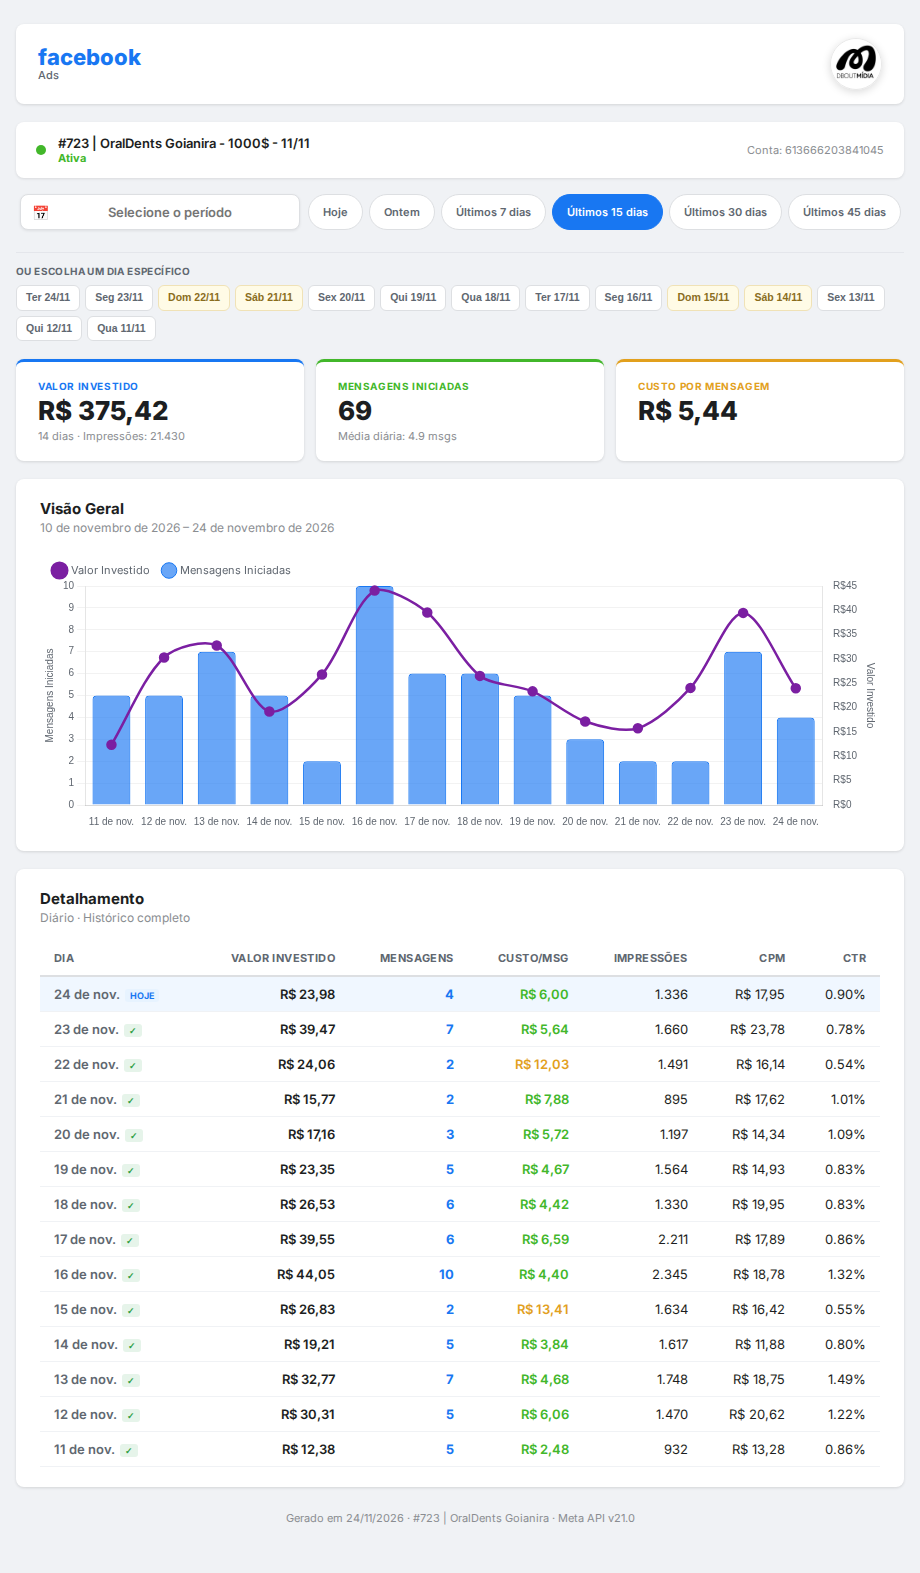 facebook
Ads
DBOUTMÍDIA
#723 | OralDents Goianira - 1000$ - 11/11
Ativa
Conta: 613666203841045
📅 Selecione o período
Hoje
Ontem
Últimos 7 dias
Últimos 15 dias
Últimos 30 dias
Últimos 45 dias
OU ESCOLHA UM DIA ESPECÍFICO
Ter 24/11 Seg 23/11 Dom 22/11 Sáb 21/11 Sex 20/11 Qui 19/11 Qua 18/11 Ter 17/11 Seg 16/11 Dom 15/11 Sáb 14/11 Sex 13/11
Qui 12/11 Qua 11/11
VALOR INVESTIDO
R$ 375,42
14 dias · Impressões: 21.430
MENSAGENS INICIADAS
69
Média diária: 4.9 msgs
CUSTO POR MENSAGEM
R$ 5,44
Visão Geral
10 de novembro de 2026 – 24 de novembro de 2026
Valor Investido Mensagens Iniciadas
Mensagens Iniciadas
10
9
8
7
6
5
4
3
2
1
0
R$45
R$40
R$35
R$30
R$25
R$20
R$15
R$10
R$5
R$0
Valor Investido
11 de nov. 12 de nov. 13 de nov. 14 de nov. 15 de nov. 16 de nov. 17 de nov. 18 de nov. 19 de nov. 20 de nov. 21 de nov. 22 de nov. 23 de nov. 24 de nov.
Detalhamento
Diário · Histórico completo
DIA VALOR INVESTIDO MENSAGENS CUSTO/MSG IMPRESSÕES CPM CTR
24 de nov. HOJE R$ 23,98 4 R$ 6,00 1.336 R$ 17,95 0.90%
23 de nov. ✓ R$ 39,47 7 R$ 5,64 1.660 R$ 23,78 0.78%
22 de nov. ✓ R$ 24,06 2 R$ 12,03 1.491 R$ 16,14 0.54%
21 de nov. ✓ R$ 15,77 2 R$ 7,88 895 R$ 17,62 1.01%
20 de nov. ✓ R$ 17,16 3 R$ 5,72 1.197 R$ 14,34 1.09%
19 de nov. ✓ R$ 23,35 5 R$ 4,67 1.564 R$ 14,93 0.83%
18 de nov. ✓ R$ 26,53 6 R$ 4,42 1.330 R$ 19,95 0.83%
17 de nov. ✓ R$ 39,55 6 R$ 6,59 2.211 R$ 17,89 0.86%
16 de nov. ✓ R$ 44,05 10 R$ 4,40 2.345 R$ 18,78 1.32%
15 de nov. ✓ R$ 26,83 2 R$ 13,41 1.634 R$ 16,42 0.55%
14 de nov. ✓ R$ 19,21 5 R$ 3,84 1.617 R$ 11,88 0.80%
13 de nov. ✓ R$ 32,77 7 R$ 4,68 1.748 R$ 18,75 1.49%
12 de nov. ✓ R$ 30,31 5 R$ 6,06 1.470 R$ 20,62 1.22%
11 de nov. ✓ R$ 12,38 5 R$ 2,48 932 R$ 13,28 0.86%
Gerado em 24/11/2026 · #723 | OralDents Goianira · Meta API v21.0